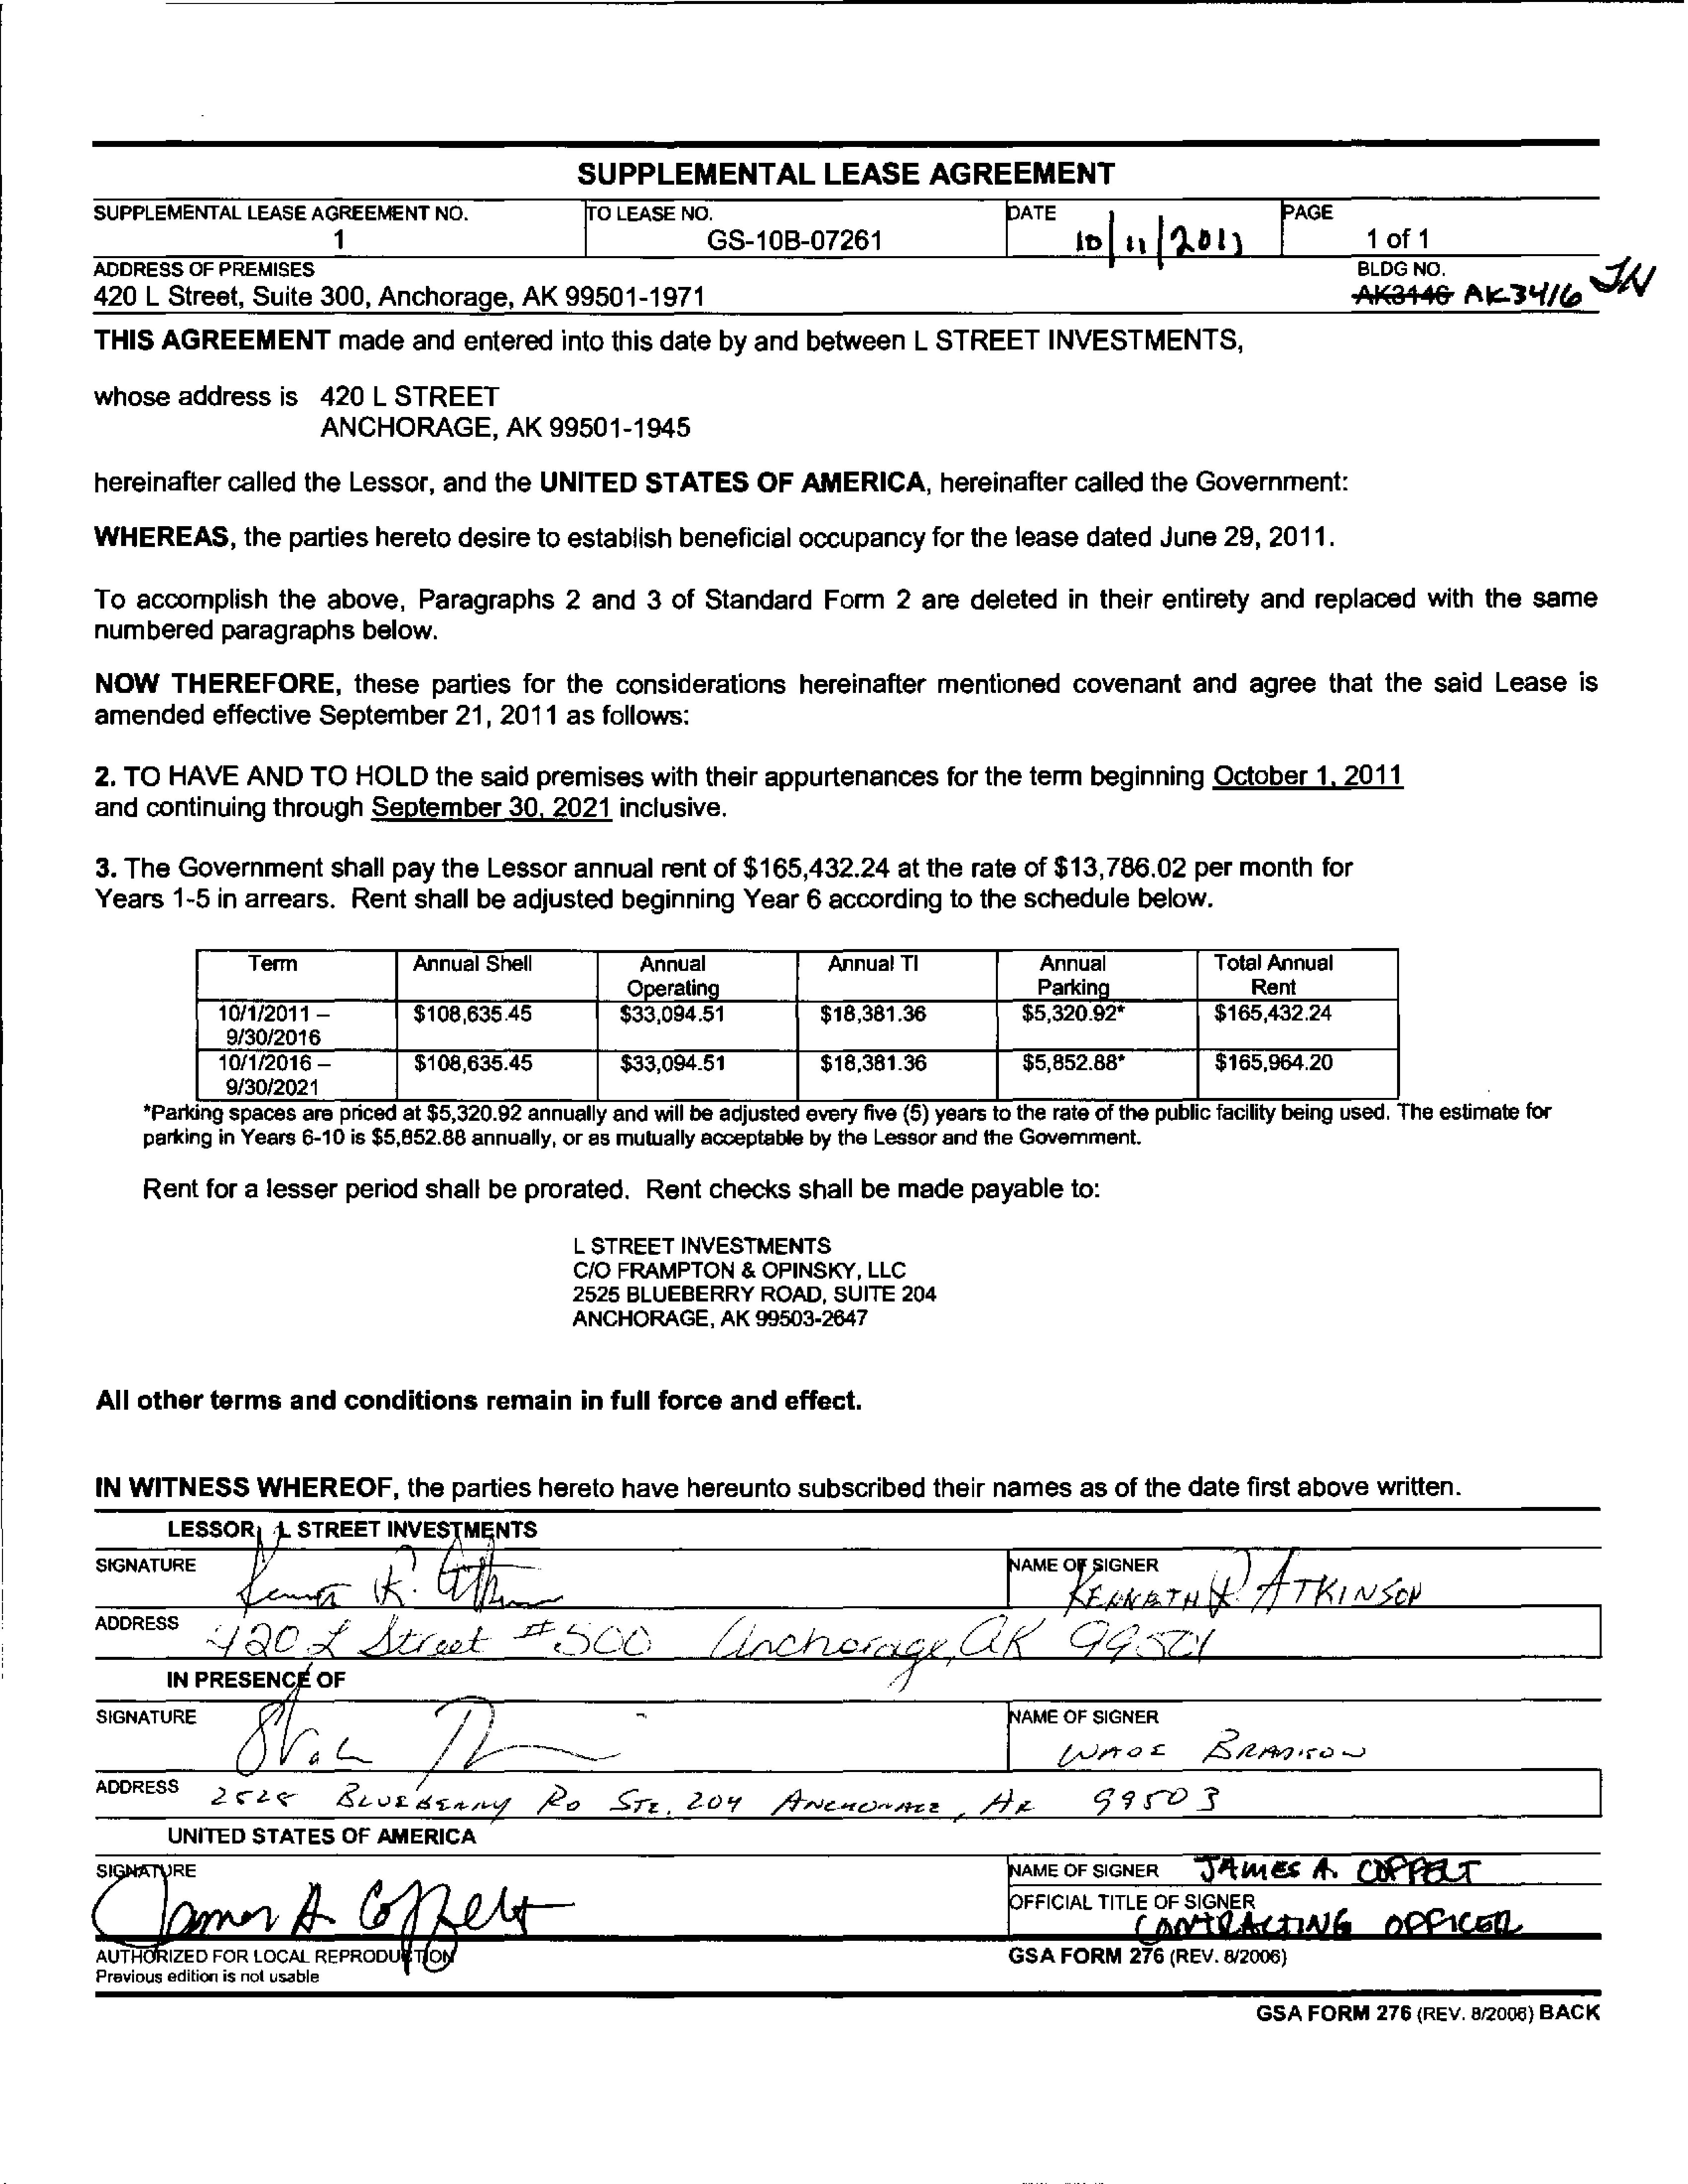 SUPPLEMENTAL LEASE AGREEMENT
SUPPLEMENTAL LEASE AGREEMENT NO. TO LEASE NO. DATE PAGE
1 GS-10B-07261 10/11/2011 1 of 1
ADDRESS OF PREMISES BLDG NO.
420 L Street, Suite 300, Anchorage, AK 99501-1971 AK3146 AK3416 JN
THIS AGREEMENT made and entered into this date by and between L STREET INVESTMENTS,
whose address is 420 L STREET
ANCHORAGE, AK 99501-1945
hereinafter called the Lessor, and the UNITED STATES OF AMERICA, hereinafter called the Government:
WHEREAS, the parties hereto desire to establish beneficial occupancy for the lease dated June 29, 2011.
To accomplish the above, Paragraphs 2 and 3 of Standard Form 2 are deleted in their entirety and replaced with the same
numbered paragraphs below.
NOW THEREFORE, these parties for the considerations hereinafter mentioned covenant and agree that the said Lease is
amended effective September 21, 2011 as follows:
2. TO HAVE AND TO HOLD the said premises with their appurtenances for the term beginning October 1, 2011
and continuing through September 30, 2021 inclusive.
3. The Government shall pay the Lessor annual rent of $165,432.24 at the rate of $13,786.02 per month for
Years 1-5 in arrears. Rent shall be adjusted beginning Year 6 according to the schedule below.
Term Annual Shell Annual Annual TI Annual Total Annual
Operating Parking Rent
10/1/2011 – $108,635.45 $33,094.51 $18,381.36 $5,320.92* $165,432.24
9/30/2016
10/1/2016 – $108,635.45 $33,094.51 $18,381.36 $5,852.88* $165,964.20
9/30/2021
*Parking spaces are priced at $5,320.92 annually and will be adjusted every five (5) years to the rate of the public facility being used. The estimate for
parking in Years 6-10 is $5,852.88 annually, or as mutually acceptable by the Lessor and the Government.
Rent for a lesser period shall be prorated. Rent checks shall be made payable to:
L STREET INVESTMENTS
C/O FRAMPTON & OPINSKY, LLC
2525 BLUEBERRY ROAD, SUITE 204
ANCHORAGE, AK 99503-2647
All other terms and conditions remain in full force and effect.
IN WITNESS WHEREOF, the parties hereto have hereunto subscribed their names as of the date first above written.
LESSOR L STREET INVESTMENTS
SIGNATURE NAME OF SIGNER
KENNETH R. ATKINSON
ADDRESS 420 L Street #500 Anchorage, AK 99501
IN PRESENCE OF
SIGNATURE NAME OF SIGNER
WADE BRADISON
ADDRESS 2525 BLUEBERRY RD STE. 204 ANCHORAGE, AK 99503
UNITED STATES OF AMERICA
SIGNATURE NAME OF SIGNER JAMES A. COPPELT
James A Coppelt OFFICIAL TITLE OF SIGNER
CONTRACTING OFFICER
AUTHORIZED FOR LOCAL REPRODUCTION GSA FORM 276 (REV. 8/2006)
Previous edition is not usable
GSA FORM 276 (REV. 8/2006) BACK